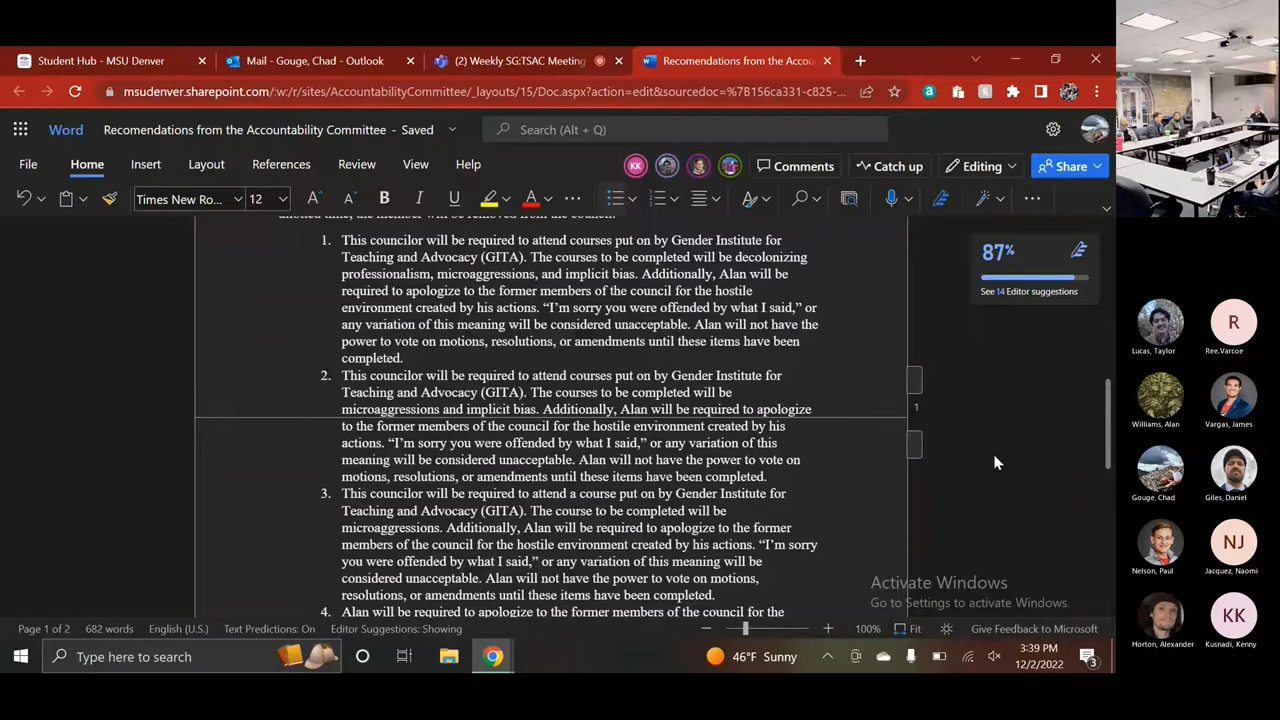 Student Hub - MSU Denver
Mail - Gouge, Chad - Outlook
(2) Weekly SG:TSAC Meeting
Recomendations from the Accou
msudenver.sharepoint.com/:w:/r/sites/AccountabilityCommittee/_layouts/15/Doc.aspx?action=edit&sourcedoc=%7B156ca331-c825-...
Word
Recomendations from the Accountability Committee - Saved
Search (Alt + Q)
File Home Insert Layout References Review View Help
KK
Comments
Catch up
Editing
Share
Times New Ro... 12
time, the member will be removed from the council.
1. This councilor will be required to attend courses put on by Gender Institute for
Teaching and Advocacy (GITA). The courses to be completed will be decolonizing
professionalism, microaggressions, and implicit bias. Additionally, Alan will be
required to apologize to the former members of the council for the hostile
environment created by his actions. “I’m sorry you were offended by what I said,” or
any variation of this meaning will be considered unacceptable. Alan will not have the
power to vote on motions, resolutions, or amendments until these items have been
completed.
2. This councilor will be required to attend courses put on by Gender Institute for
Teaching and Advocacy (GITA). The courses to be completed will be
microaggressions and implicit bias. Additionally, Alan will be required to apologize
to the former members of the council for the hostile environment created by his
actions. “I’m sorry you were offended by what I said,” or any variation of this
meaning will be considered unacceptable. Alan will not have the power to vote on
motions, resolutions, or amendments until these items have been completed.
3. This councilor will be required to attend a course put on by Gender Institute for
Teaching and Advocacy (GITA). The course to be completed will be
microaggressions. Additionally, Alan will be required to apologize to the former
members of the council for the hostile environment created by his actions. “I’m sorry
you were offended by what I said,” or any variation of this meaning will be
considered unacceptable. Alan will not have the power to vote on motions,
resolutions, or amendments until these items have been completed.
4. Alan will be required to apologize to the former members of the council for the
87%
See 14 Editor suggestions
1
Activate Windows
Go to Settings to activate Windows.
Page 1 of 2 682 words English (U.S.) Text Predictions: On Editor Suggestions: Showing
100% Fit Give Feedback to Microsoft
Type here to search
46°F Sunny
3:39 PM
12/2/2022
3
Lucas, Taylor
R
Ree.Varcoe
Williams, Alan
Vargas, James
Gouge, Chad
Giles, Daniel
Nelson, Paul
NJ
Jacquez, Naomi
Horton, Alexander
KK
Kusnadi, Kenny